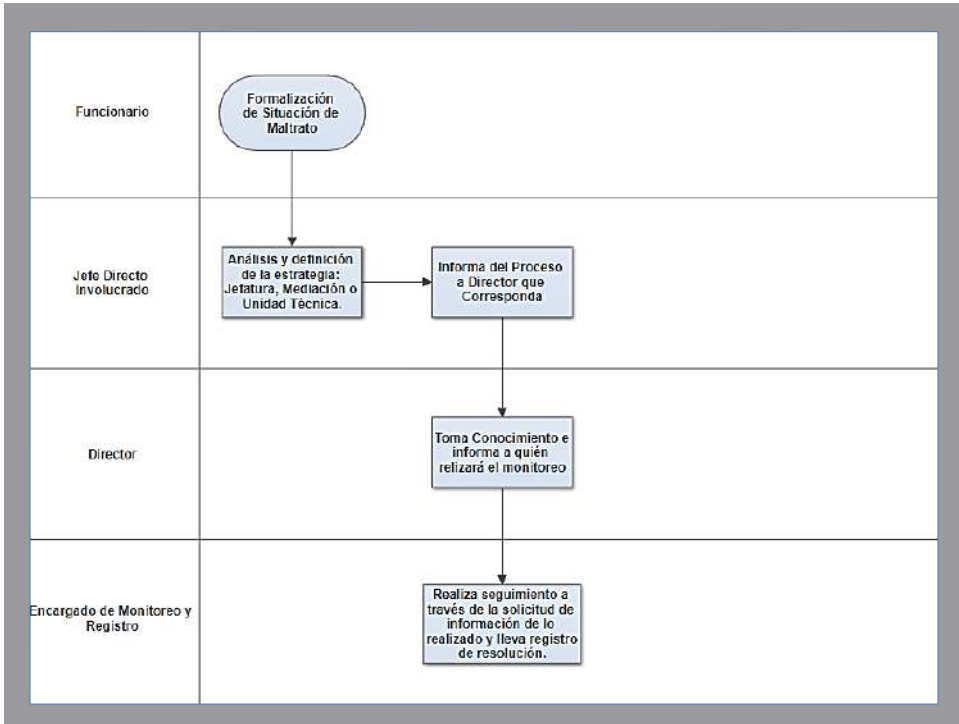 Funcionario
Formalización
de Situación de
Maltrato
Jefe Directo
Involucrado
Análisis y definición
de la estrategia:
Jefatura, Mediación o
Unidad Técnica.
Informa del Proceso
a Director que
Corresponda
Director
Toma Conocimiento e
informa a quién
relizará el monitoreo
Encargado de Monitoreo y
Registro
Realiza seguimiento a
través de la solicitud de
información de lo
realizado y lleva registro
de resolución.